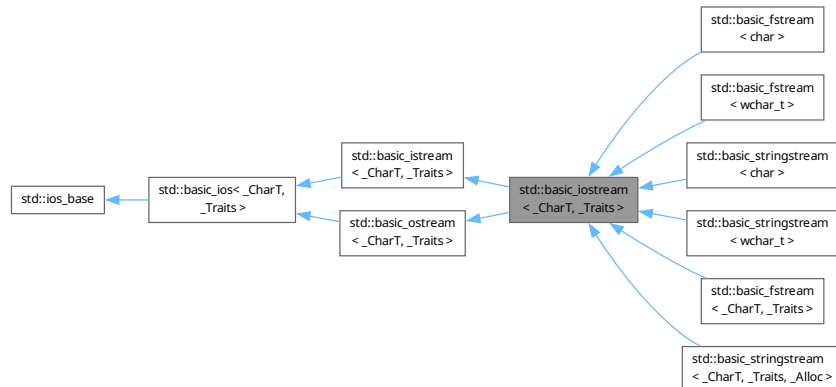 std::basic_fstream
< char >
std::basic_fstream
< wchar_t >
std::basic_istream
< _CharT, _Traits >
std::basic_stringstream
< char >
std::ios_base
std::basic_ios< _CharT,
_Traits >
std::basic_iostream
< _CharT, _Traits >
std::basic_ostream
< _CharT, _Traits >
std::basic_stringstream
< wchar_t >
std::basic_fstream
< _CharT, _Traits >
std::basic_stringstream
< _CharT, _Traits, _Alloc >